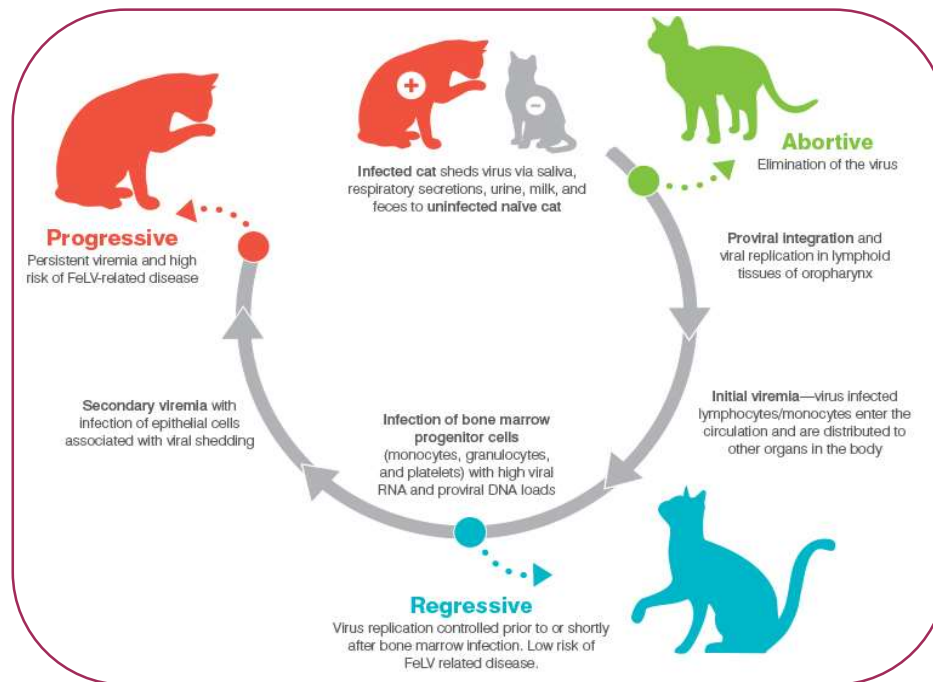 Infected cat sheds virus via saliva,
respiratory secretions, urine, milk, and
feces to uninfected naïve cat
Abortive
Elimination of the virus
Proviral integration and
viral replication in lymphoid
tissues of oropharynx
Initial viremia—virus infected
lymphocytes/monocytes enter the
circulation and are distributed to
other organs in the body
Infection of bone marrow
progenitor cells
(monocytes, granulocytes,
and platelets) with high viral
RNA and proviral DNA loads
Regressive
Virus replication controlled prior to or shortly
after bone marrow infection. Low risk of
FeLV related disease.
Secondary viremia with
infection of epithelial cells
associated with viral shedding
Progressive
Persistent viremia and high
risk of FeLV-related disease